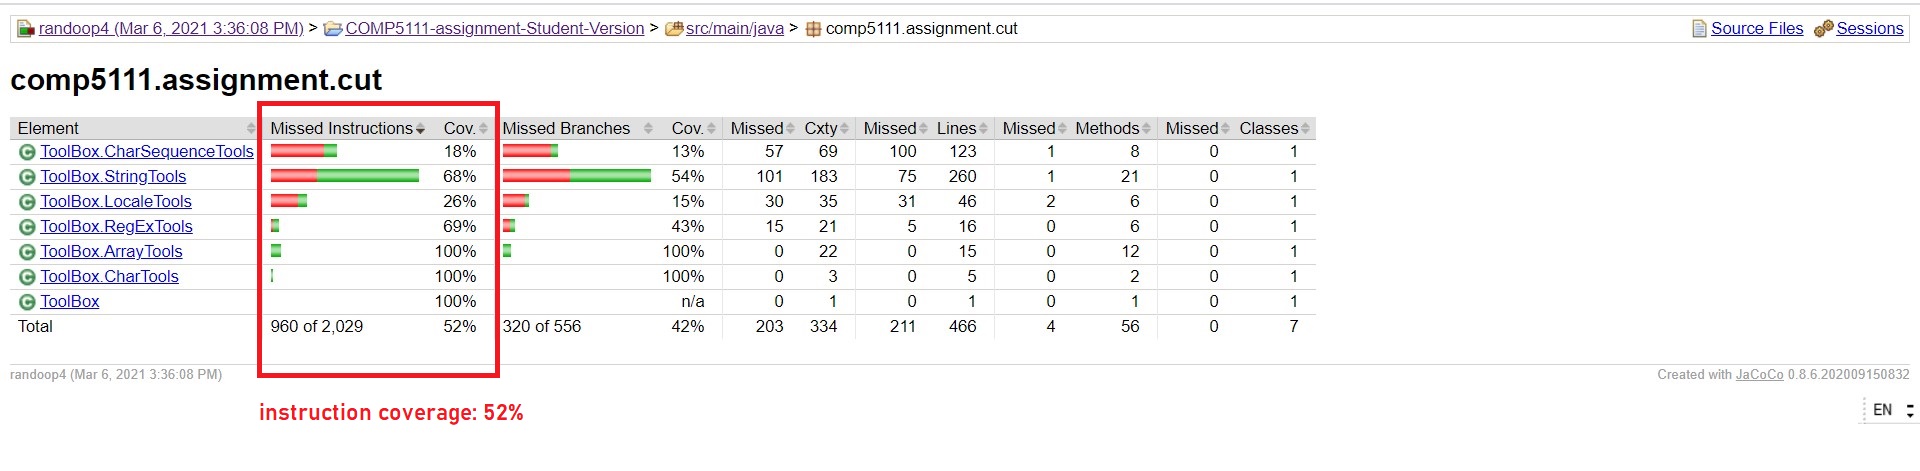 randoop4 (Mar 6, 2021 3:36:08 PM) > COMP5111-assignment-Student-Version > src/main/java > comp5111.assignment.cut Source Files Sessions
comp5111.assignment.cut
Element Missed Instructions Cov. Missed Branches Cov. Missed Cxty Missed Lines Missed Methods Missed Classes
ToolBox.CharSequenceTools 18% 13% 57 69 100 123 1 8 0 1
ToolBox.StringTools 68% 54% 101 183 75 260 1 21 0 1
ToolBox.LocaleTools 26% 15% 30 35 31 46 2 6 0 1
ToolBox.RegExTools 69% 43% 15 21 5 16 0 6 0 1
ToolBox.ArrayTools 100% 100% 0 22 0 15 0 12 0 1
ToolBox.CharTools 100% 100% 0 3 0 5 0 2 0 1
ToolBox 100% n/a 0 1 0 1 0 1 0 1
Total 960 of 2,029 52% 320 of 556 42% 203 334 211 466 4 56 0 7
randoop4 (Mar 6, 2021 3:36:08 PM) Created with JaCoCo 0.8.6.202009150832
instruction coverage: 52%
EN